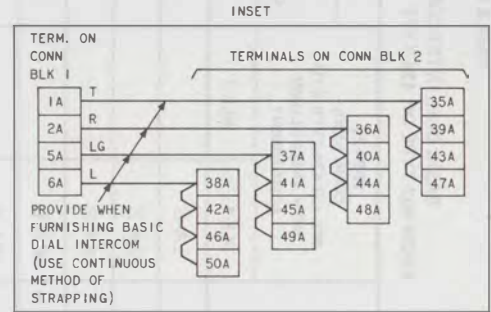 INSET
TERM. ON
CONN
BLK I
TERMINALS ON CONN BLK 2
1A T 35A
2A R 36A 39A
5A LG 37A 40A 43A
6A L 38A 41A 44A 47A
42A 45A 48A
46A 49A
50A
PROVIDE WHEN
FURNISHING BASIC
DIAL INTERCOM
(USE CONTINUOUS
METHOD OF
STRAPPING)